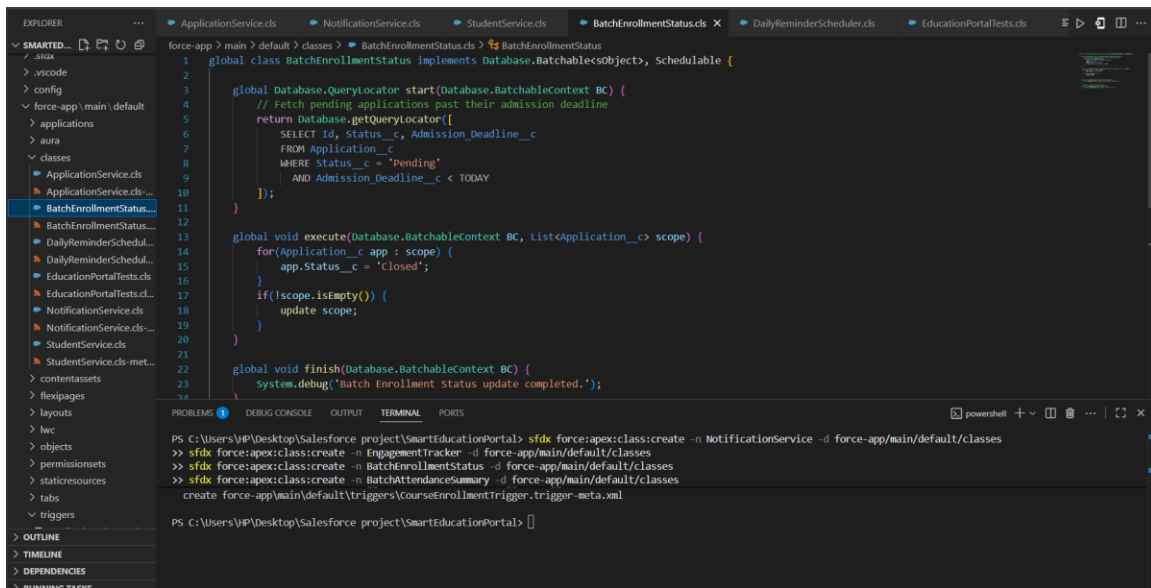 EXPLORER
ApplicationService.cls
NotificationService.cls
StudentService.cls
BatchEnrollmentStatus.cls
DailyReminderScheduler.cls
EducationPortalTests.cls
SMARTED...
.sfdx
.vscode
config
force-app\main\default
applications
aura
classes
ApplicationService.cls
ApplicationService.cls-...
BatchEnrollmentStatus....
BatchEnrollmentStatus....
DailyReminderSchedul...
DailyReminderSchedul...
EducationPortalTests.cls
EducationPortalTests.cl...
NotificationService.cls
NotificationService.cls-...
StudentService.cls
StudentService.cls-met...
contentassets
flexipages
layouts
lwc
objects
permissionsets
staticresources
tabs
triggers
OUTLINE
TIMELINE
DEPENDENCIES
RUNNING TASKS
force-app > main > default > classes > BatchEnrollmentStatus.cls > BatchEnrollmentStatus
1 global class BatchEnrollmentStatus implements Database.Batchable<sObject>, Schedulable {
2
3 global Database.QueryLocator start(Database.BatchableContext BC) {
4 // Fetch pending applications past their admission deadline
5 return Database.getQueryLocator([
6 SELECT Id, Status__c, Admission_Deadline__c
7 FROM Application__c
8 WHERE Status__c = 'Pending'
9 AND Admission_Deadline__c < TODAY
10 ]);
11 }
12
13 global void execute(Database.BatchableContext BC, List<Application__c> scope) {
14 for(Application__c app : scope) {
15 app.Status__c = 'Closed';
16 }
17 if(!scope.isEmpty()) {
18 update scope;
19 }
20 }
21
22 global void finish(Database.BatchableContext BC) {
23 System.debug('Batch Enrollment Status update completed.');
24 }
PROBLEMS 1 DEBUG CONSOLE OUTPUT TERMINAL PORTS
powershell
PS C:\Users\HP\Desktop\Salesforce project\SmartEducationPortal> sfdx force:apex:class:create -n NotificationService -d force-app/main/default/classes
>> sfdx force:apex:class:create -n EngagementTracker -d force-app/main/default/classes
>> sfdx force:apex:class:create -n BatchEnrollmentStatus -d force-app/main/default/classes
>> sfdx force:apex:class:create -n BatchAttendanceSummary -d force-app/main/default/classes
create force-app\main\default\triggers\CourseEnrollmentTrigger.trigger-meta.xml
PS C:\Users\HP\Desktop\Salesforce project\SmartEducationPortal>